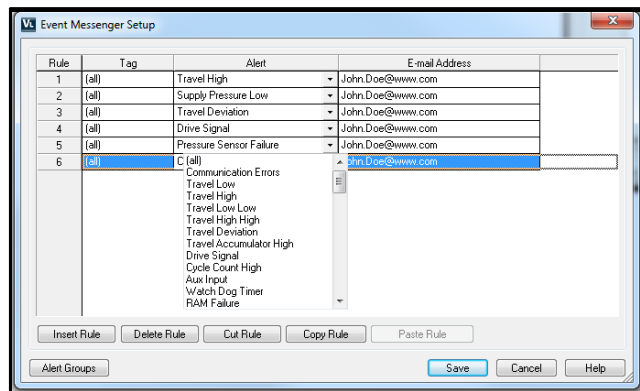 VL Event Messenger Setup
Rule Tag Alert E-mail Address
1 (all) Travel High John.Doe@www.com
2 (all) Supply Pressure Low John.Doe@www.com
3 (all) Travel Deviation John.Doe@www.com
4 (all) Drive Signal John.Doe@www.com
5 (all) Pressure Sensor Failure John.Doe@www.com
6 (all) C (all) ohn.Doe@www.com
Communication Errors
Travel Low
Travel High
Travel Low Low
Travel High High
Travel Deviation
Travel Accumulator High
Drive Signal
Cycle Count High
Aux Input
Watch Dog Timer
RAM Failure
Insert Rule Delete Rule Cut Rule Copy Rule Paste Rule
Alert Groups Save Cancel Help